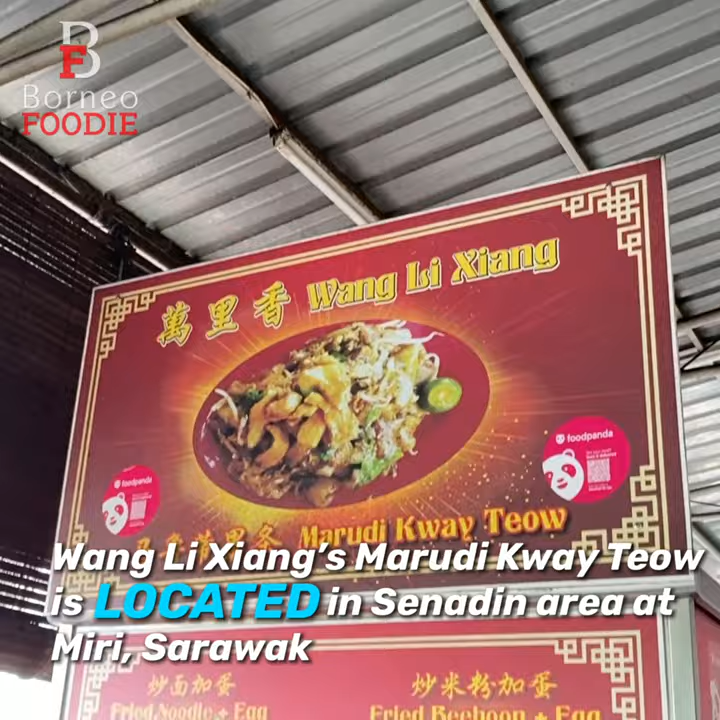 Borneo
FOODIE
萬里香 Wang Li Xiang
foodpanda
foodpanda
Marudi Kway Teow
Wang Li Xiang's Marudi Kway Teow
is LOCATED in Senadin area at
Miri, Sarawak
炒面加蛋 炒米粉加蛋
Fried Noodle + Egg Fried Beehoon + Egg